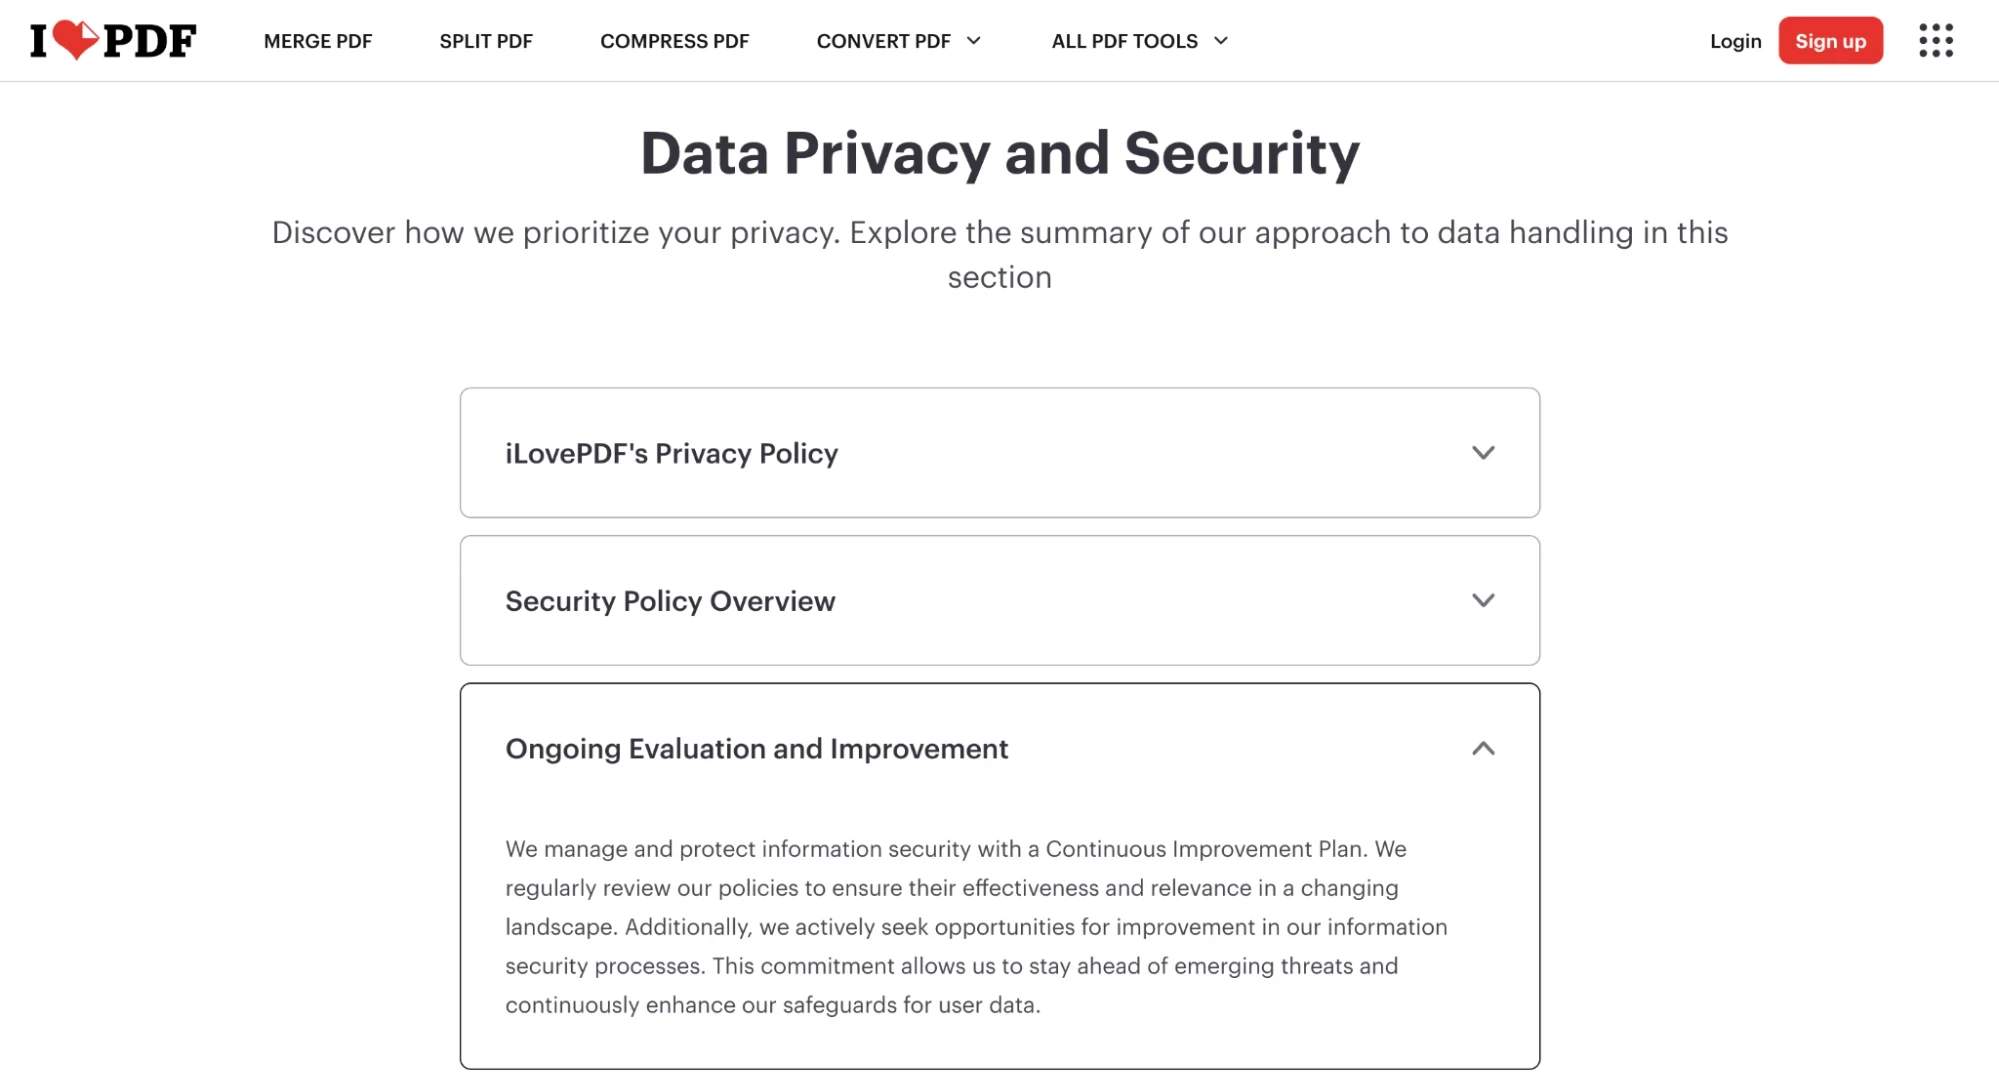 I PDF
MERGE PDF
SPLIT PDF
COMPRESS PDF
CONVERT PDF
ALL PDF TOOLS
Login
Sign up
Data Privacy and Security
Discover how we prioritize your privacy. Explore the summary of our approach to data handling in this
section
iLovePDF's Privacy Policy
Security Policy Overview
Ongoing Evaluation and Improvement
We manage and protect information security with a Continuous Improvement Plan. We
regularly review our policies to ensure their effectiveness and relevance in a changing
landscape. Additionally, we actively seek opportunities for improvement in our information
security processes. This commitment allows us to stay ahead of emerging threats and
continuously enhance our safeguards for user data.